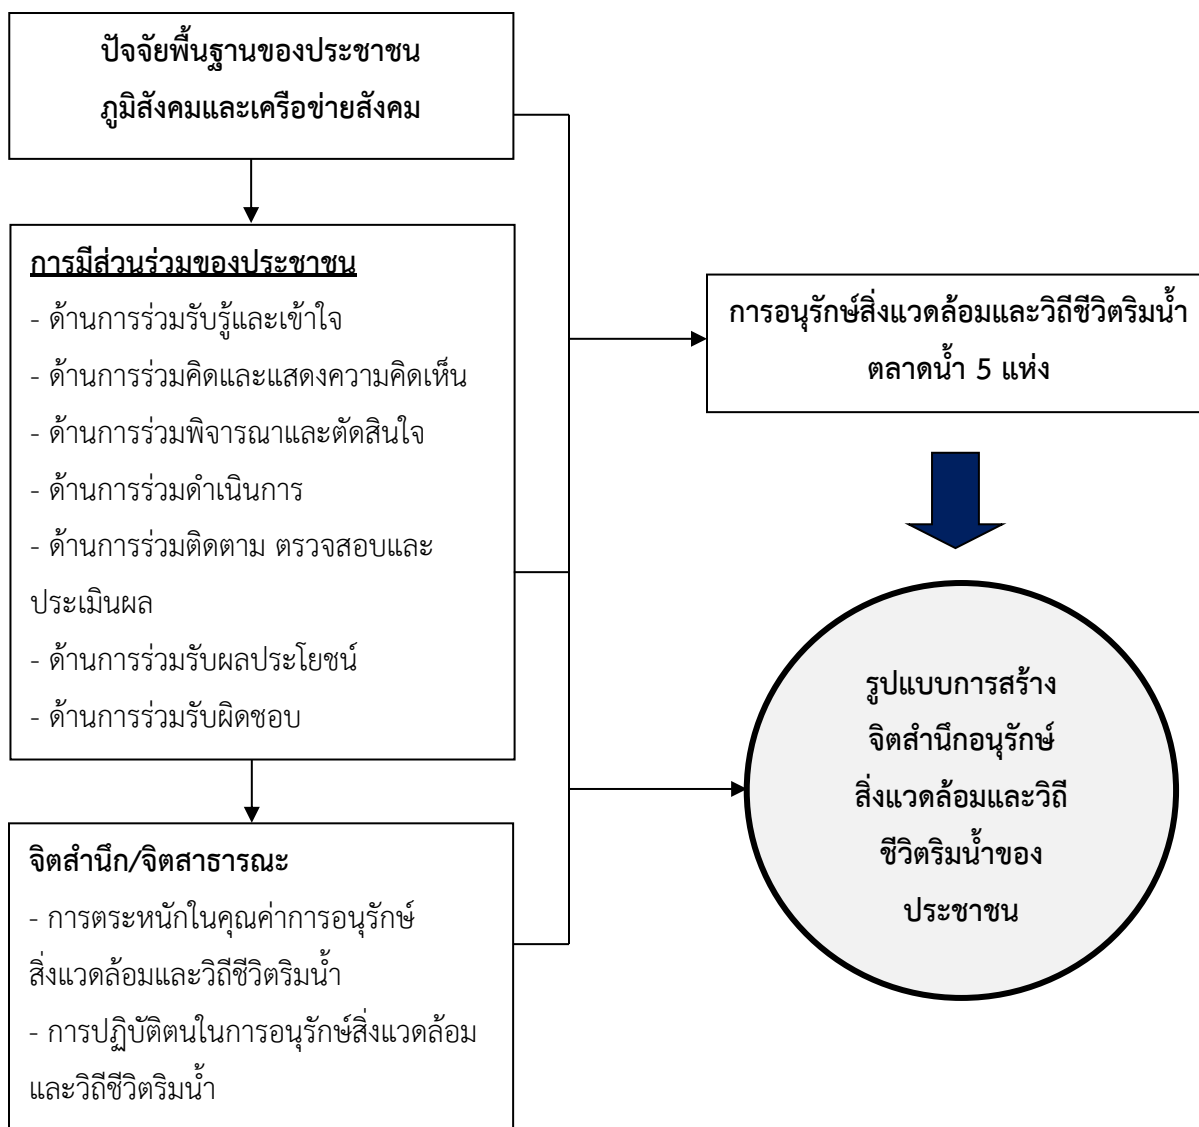 ปัจจัยพื้นฐานของประชาชน
ภูมิสังคมและเครือข่ายสังคม
การมีส่วนร่วมของประชาชน
- ด้านการร่วมรับรู้และเข้าใจ
- ด้านการร่วมคิดและแสดงความคิดเห็น
- ด้านการร่วมพิจารณาและตัดสินใจ
- ด้านการร่วมดำเนินการ
- ด้านการร่วมติดตาม ตรวจสอบและ
ประเมินผล
- ด้านการร่วมรับผลประโยชน์
- ด้านการร่วมรับผิดชอบ
จิตสำนึก/จิตสาธารณะ
- การตระหนักในคุณค่าการอนุรักษ์
สิ่งแวดล้อมและวิถีชีวิตริมน้ำ
- การปฏิบัติตนในการอนุรักษ์สิ่งแวดล้อม
และวิถีชีวิตริมน้ำ
การอนุรักษ์สิ่งแวดล้อมและวิถีชีวิตริมน้ำ
ตลาดน้ำ 5 แห่ง
รูปแบบการสร้าง
จิตสำนึกอนุรักษ์
สิ่งแวดล้อมและวิถี
ชีวิตริมน้ำของ
ประชาชน